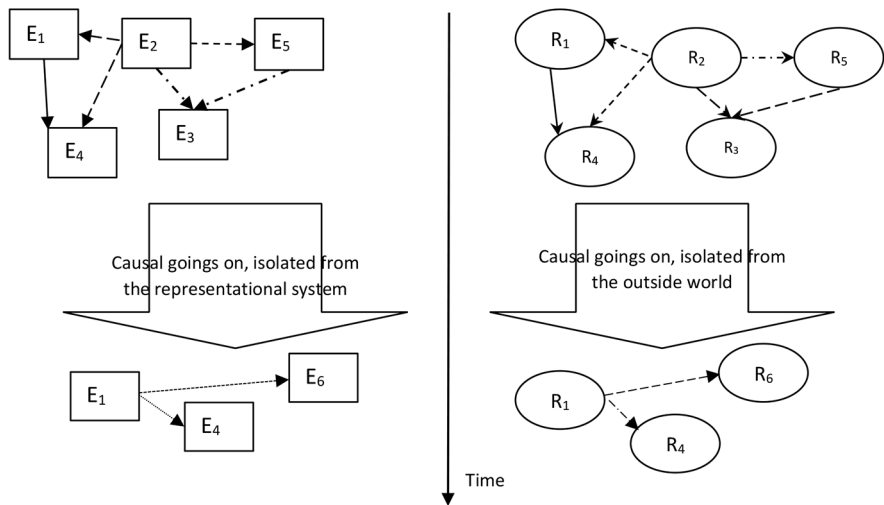 E₁
E₂
E₅
E₃
E₄
R₁
R₂
R₅
R₃
R₄
Causal goings on, isolated from
the representational system
Causal goings on, isolated from
the outside world
E₁
E₆
E₄
R₁
R₆
R₄
Time